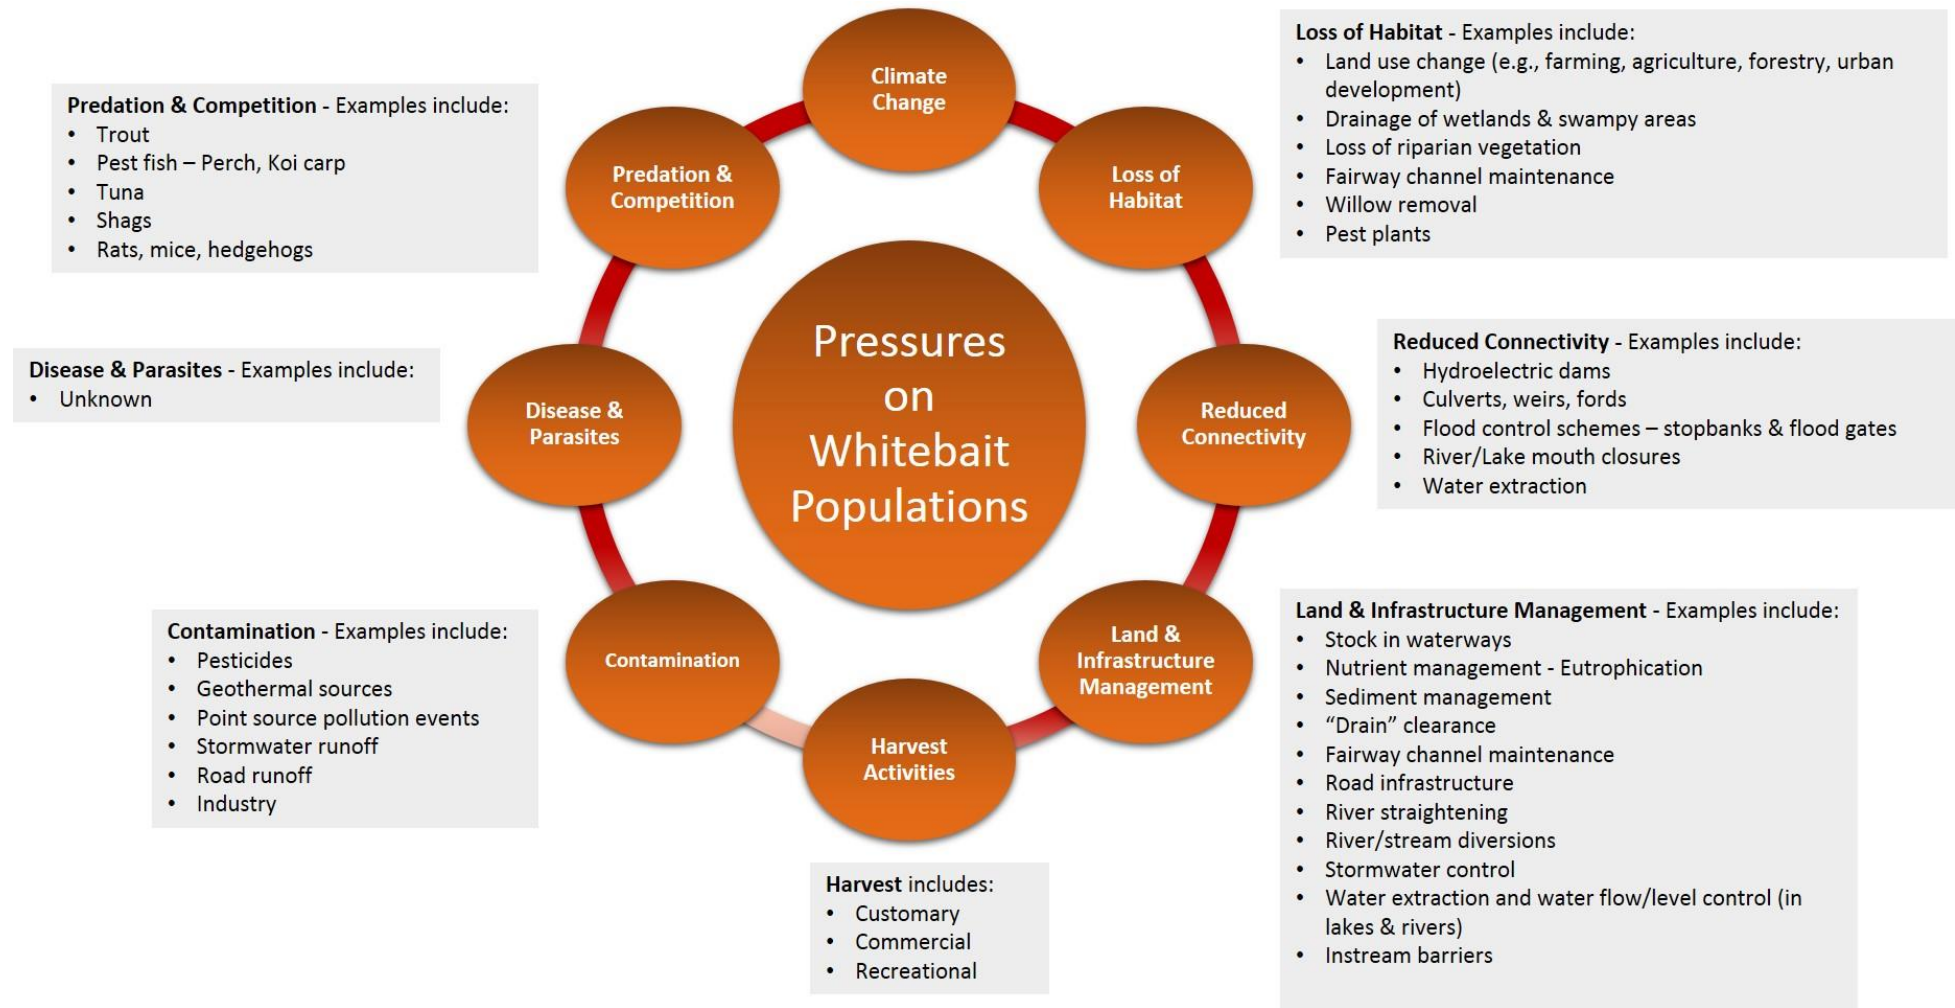 Climate
Change
Loss of
Habitat
Reduced
Connectivity
Land &
Infrastructure
Management
Harvest
Activities
Contamination
Disease &
Parasites
Predation &
Competition
Pressures
on
Whitebait
Populations
Loss of Habitat - Examples include:
• Land use change (e.g., farming, agriculture, forestry, urban
development)
• Drainage of wetlands & swampy areas
• Loss of riparian vegetation
• Fairway channel maintenance
• Willow removal
• Pest plants
Reduced Connectivity - Examples include:
• Hydroelectric dams
• Culverts, weirs, fords
• Flood control schemes – stopbanks & flood gates
• River/Lake mouth closures
• Water extraction
Land & Infrastructure Management - Examples include:
• Stock in waterways
• Nutrient management - Eutrophication
• Sediment management
• “Drain” clearance
• Fairway channel maintenance
• Road infrastructure
• River straightening
• River/stream diversions
• Stormwater control
• Water extraction and water flow/level control (in
lakes & rivers)
• Instream barriers
Harvest includes:
• Customary
• Commercial
• Recreational
Contamination - Examples include:
• Pesticides
• Geothermal sources
• Point source pollution events
• Stormwater runoff
• Road runoff
• Industry
Disease & Parasites - Examples include:
• Unknown
Predation & Competition - Examples include:
• Trout
• Pest fish – Perch, Koi carp
• Tuna
• Shags
• Rats, mice, hedgehogs